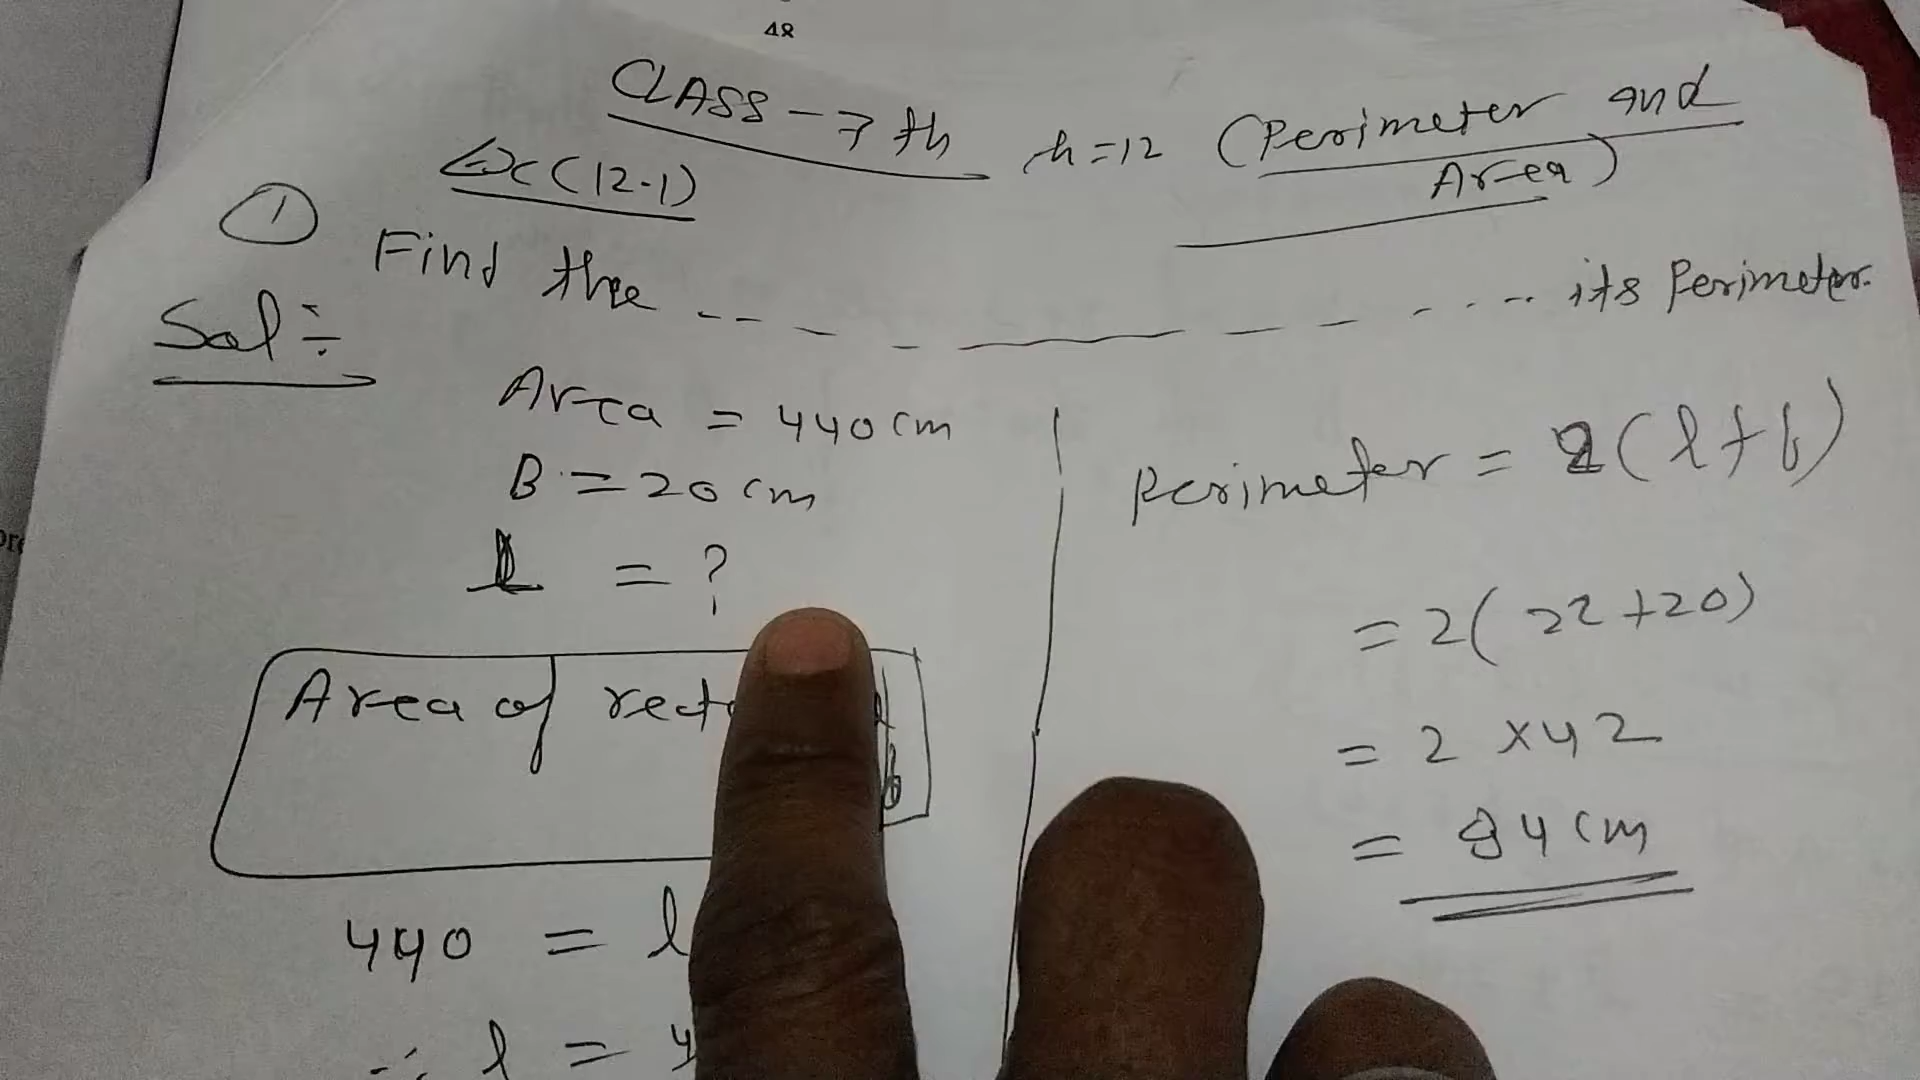 48
CLASS - 7th h=12 (Perimeter and Area)
Ex (12.1)
① Find the ---- its Perimeter.
Sol ÷
Area = 440 cm
B = 20 cm
l = ?
Area of rect
440 = l
∴ l = 4
Perimeter = 2 (l+b)
= 2( 22 +20)
= 2 x 42
= 84 cm